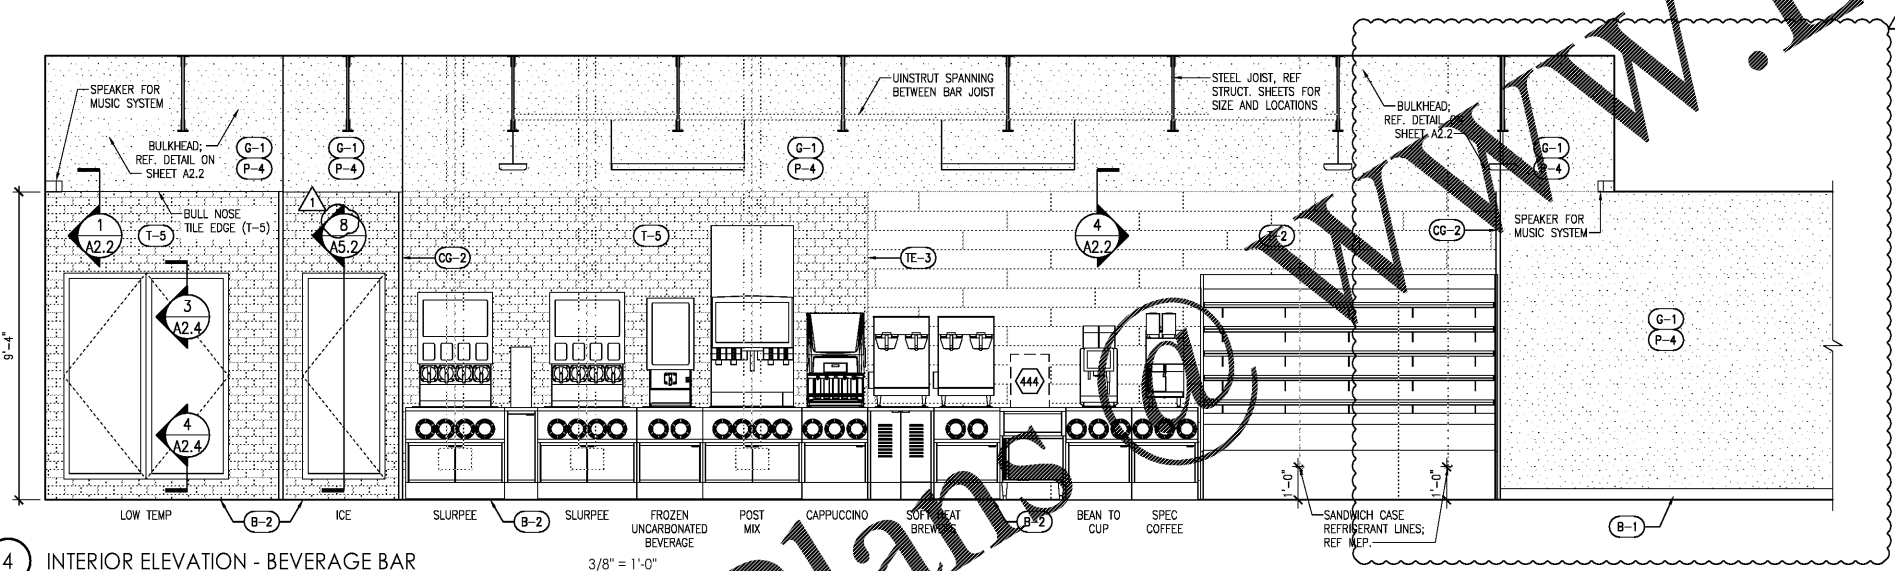 SPEAKER FOR
MUSIC SYSTEM
BULKHEAD;
REF. DETAIL ON
SHEET A2.2
G-1
P-4
G-1
P-4
UINSTRUT SPANNING
BETWEEN BAR JOIST
G-1
P-4
STEEL JOIST, REF
STRUCT. SHEETS FOR
SIZE AND LOCATIONS
BULKHEAD;
REF. DETAIL ON
SHEET A2.2
G-1
P-4
9'-4"
1
A2.2
T-5
BULL NOSE
TILE EDGE (T-5)
1
8
A5.2
CG-2
T-5
TE-3
4
A2.2
CG-2
SPEAKER FOR
MUSIC SYSTEM
3
A2.4
4
A2.4
444
G-1
P-4
1'-0"
1'-0"
LOW TEMP
B-2
ICE
SLURPEE
B-2
SLURPEE
FROZEN
UNCARBONATED
BEVERAGE
POST
MIX
CAPPUCCINO
SOFT HEAT
BREWERS
B-2
BEAN TO
CUP
SPEC
COFFEE
SANDWICH CASE
REFRIGERANT LINES;
REF MEP.
B-1
4 INTERIOR ELEVATION - BEVERAGE BAR
3/8" = 1'-0"
plans @ www.